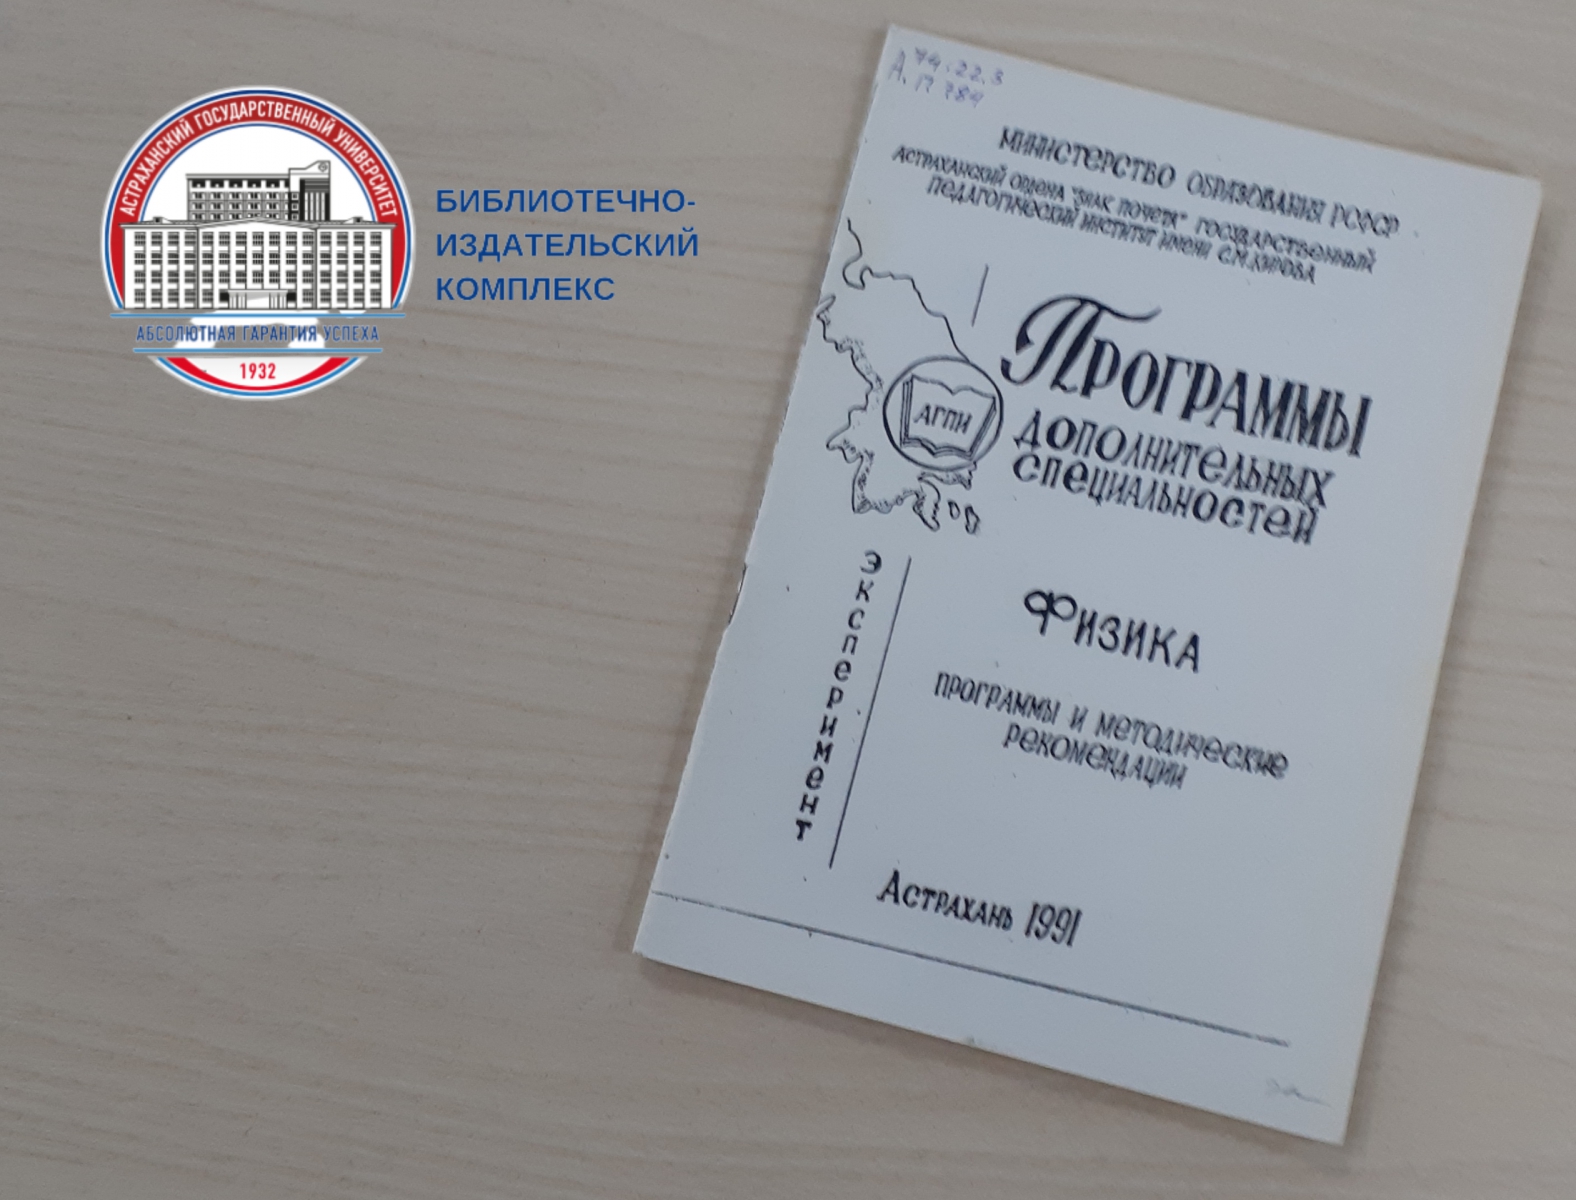 АСТРАХАНСКИЙ ГОСУДАРСТВЕННЫЙ УНИВЕРСИТЕТ
АБСОЛЮТНАЯ ГАРАНТИЯ УСПЕХА
1932
БИБЛИОТЕЧНО-
ИЗДАТЕЛЬСКИЙ
КОМПЛЕКС
74.22.3
А. П 784
МИНИСТЕРСТВО ОБРАЗОВАНИЯ РСФСР
АСТРАХАНСКИЙ ОРДЕНА "ЗНАК ПОЧЕТА" ГОСУДАРСТВЕННЫЙ
ПЕДАГОГИЧЕСКИЙ ИНСТИТУТ ИМЕНИ С.М.КИРОВА
ПРОГРАММЫ
ДОПОЛНИТЕЛЬНЫХ
СПЕЦИАЛЬНОСТЕЙ
АГПИ
ЭКСПЕРИМЕНТ
ФИЗИКА
ПРОГРАММЫ И МЕТОДИЧЕСКИЕ
РЕКОМЕНДАЦИИ
АСТРАХАНЬ 1991